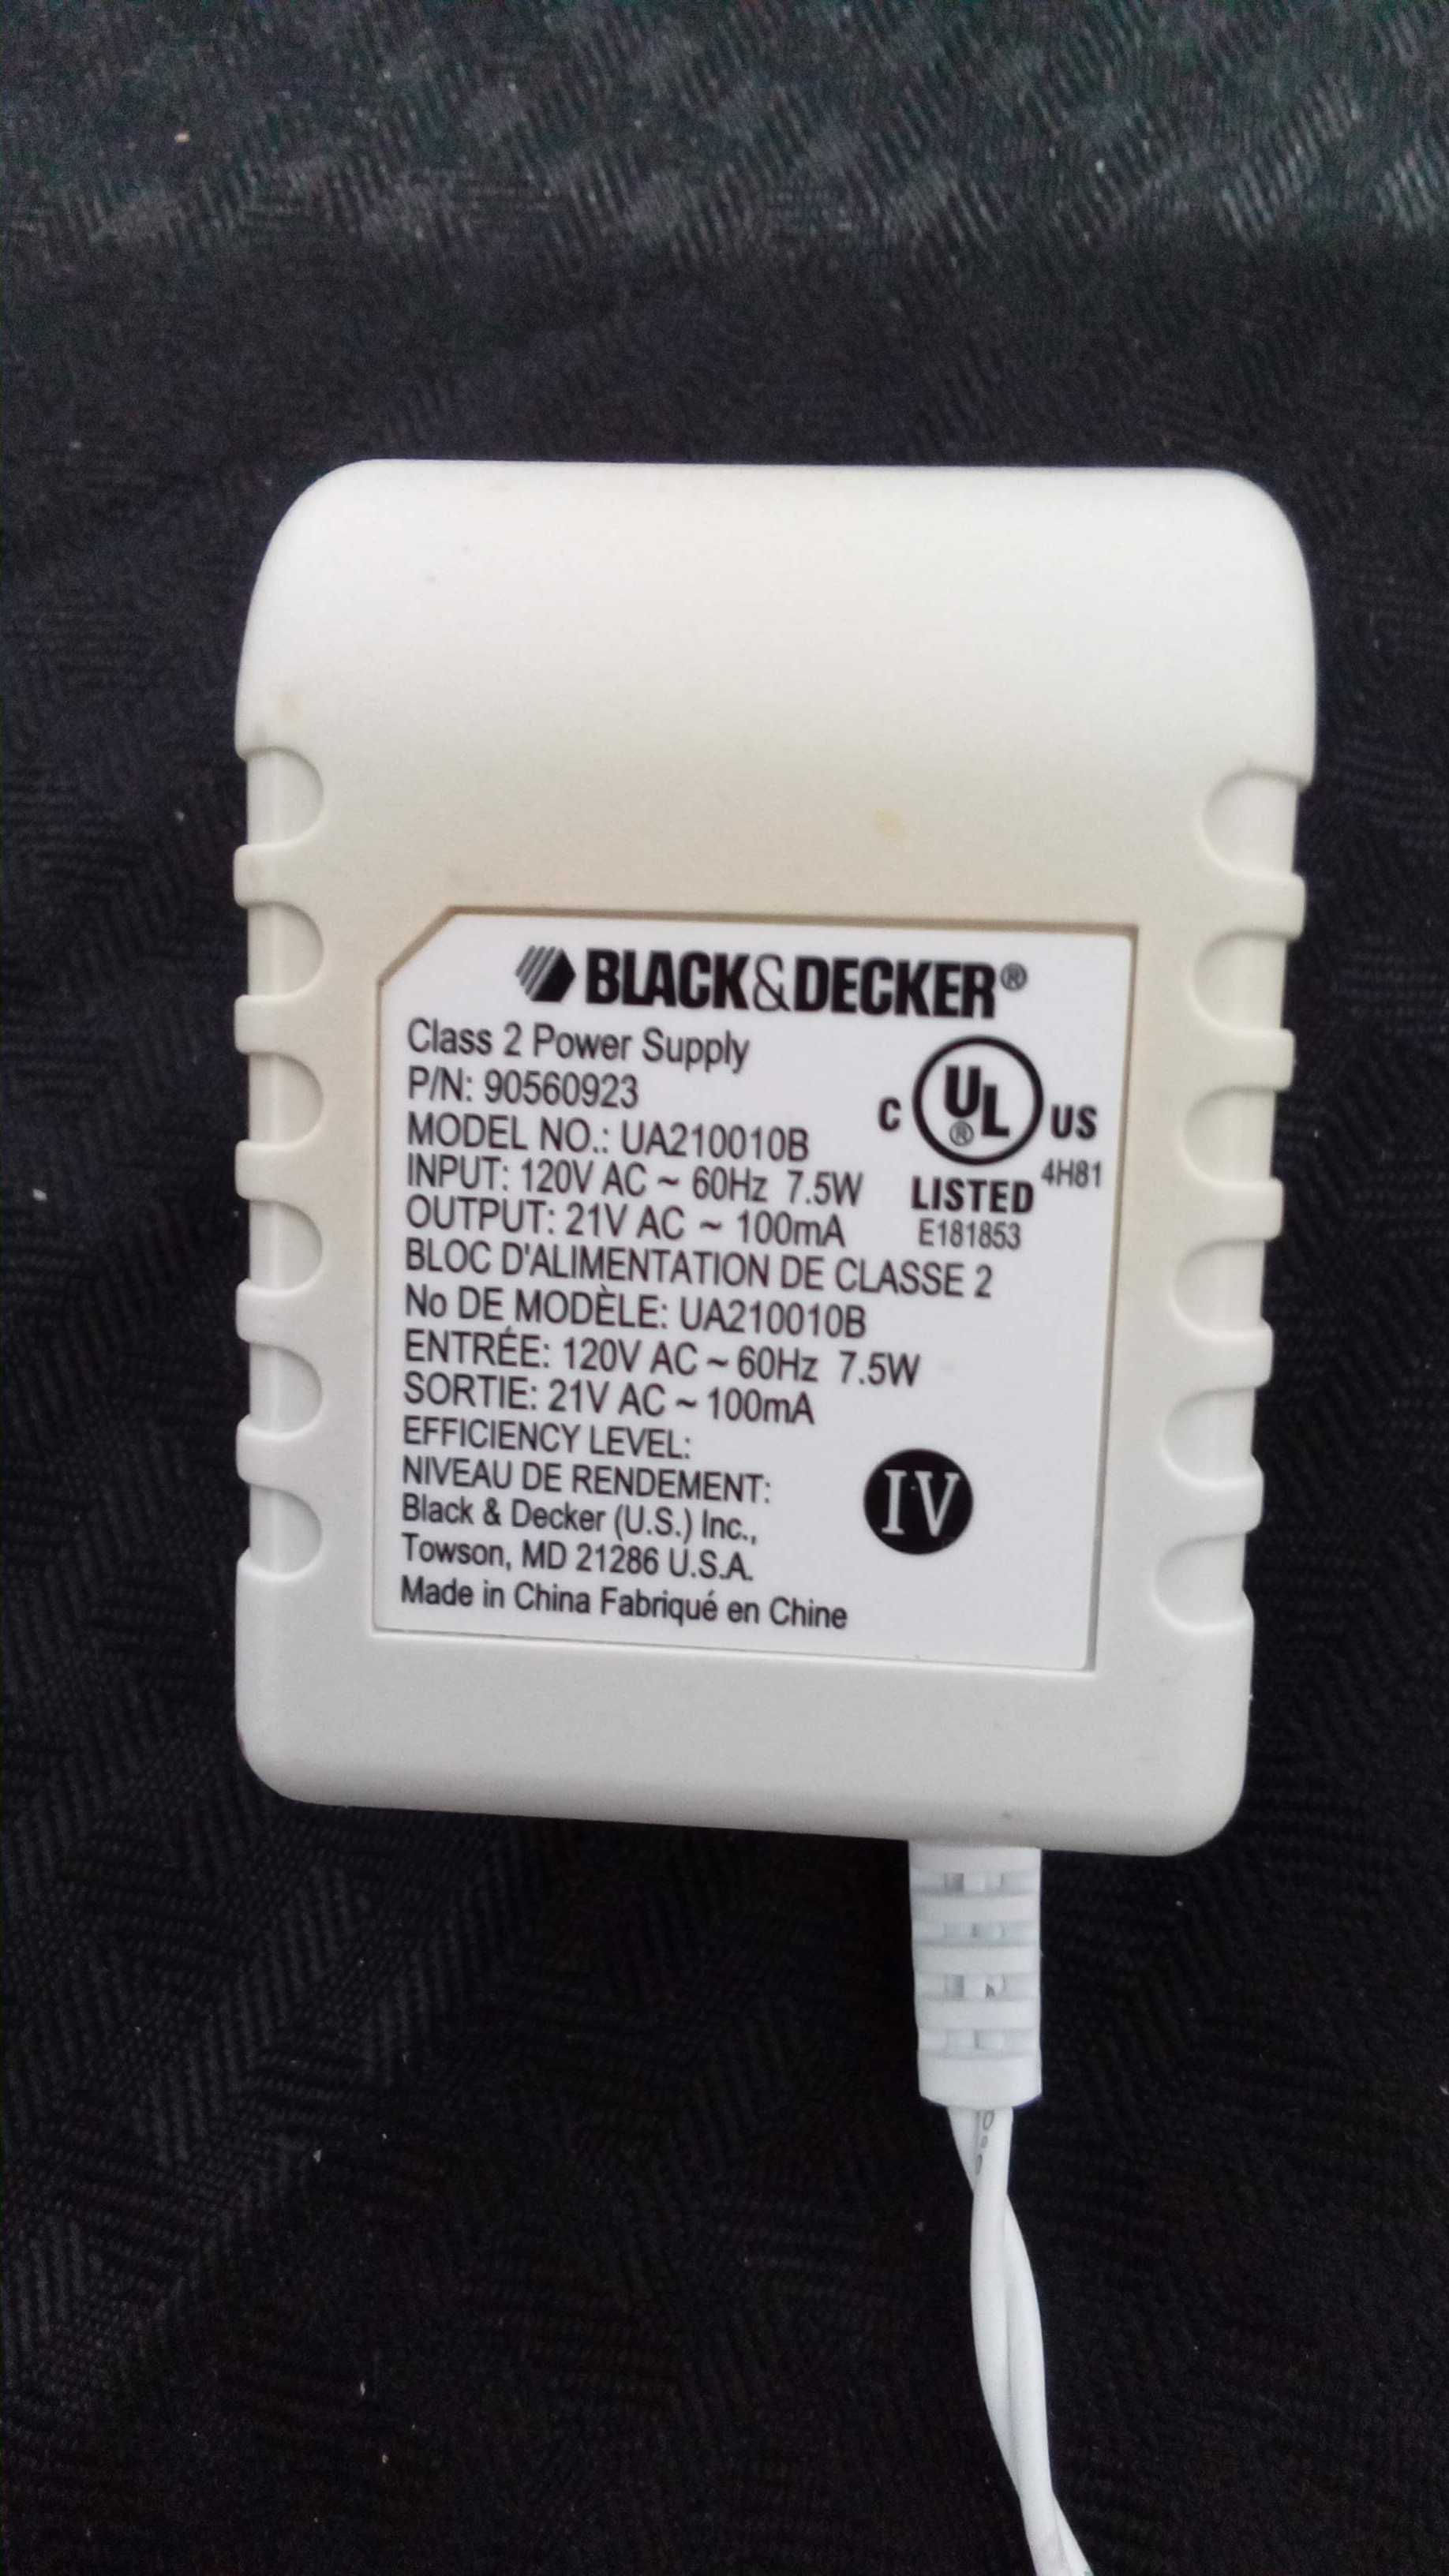 BLACK&DECKER®
Class 2 Power Supply
P/N: 90560923
MODEL NO.: UA210010B
INPUT: 120V AC ~ 60Hz 7.5W
OUTPUT: 21V AC ~ 100mA
C UL® US
LISTED 4H81
E181853
BLOC D'ALIMENTATION DE CLASSE 2
No DE MODÈLE: UA210010B
ENTRÉE: 120V AC ~ 60Hz 7.5W
SORTIE: 21V AC ~ 100mA
EFFICIENCY LEVEL:
NIVEAU DE RENDEMENT:
IV
Black & Decker (U.S.) Inc.,
Towson, MD 21286 U.S.A.
Made in China Fabriqué en Chine